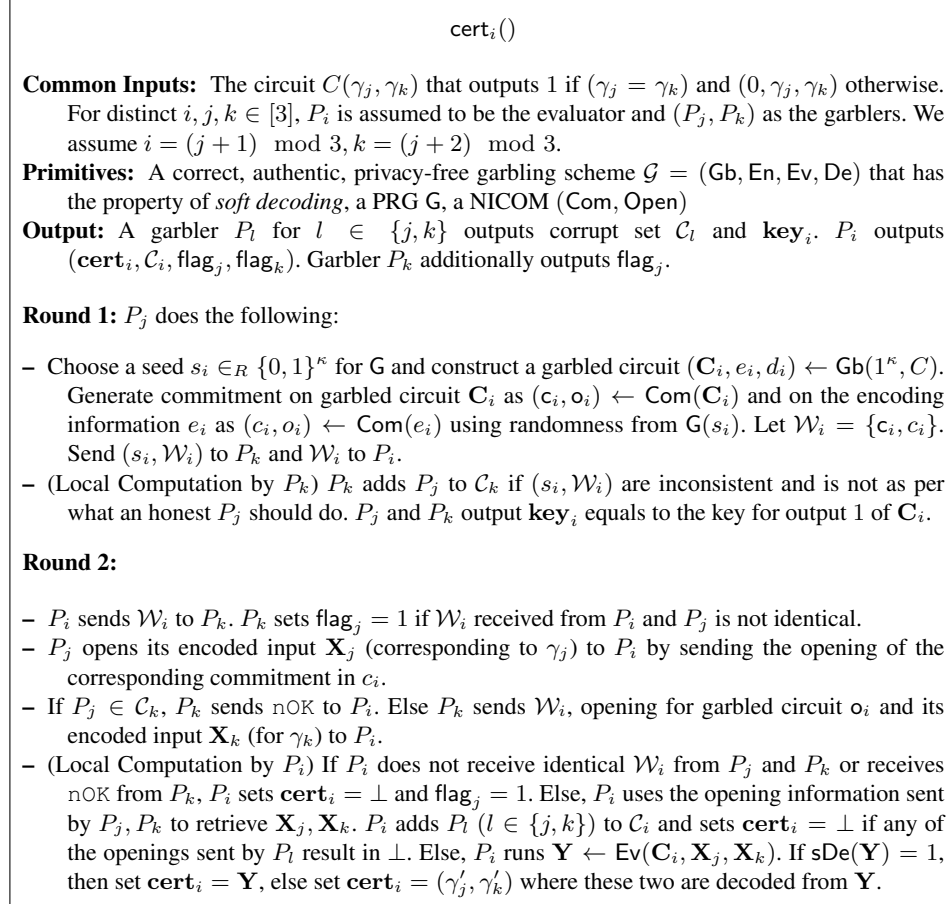 cert_i()
Common Inputs: The circuit C(γ_j, γ_k) that outputs 1 if (γ_j = γ_k) and (0, γ_j, γ_k) otherwise.
For distinct i, j, k ∈ [3], P_i is assumed to be the evaluator and (P_j, P_k) as the garblers. We
assume i = (j + 1) mod 3, k = (j + 2) mod 3.
Primitives: A correct, authentic, privacy-free garbling scheme 𝒢 = (Gb, En, Ev, De) that has
the property of soft decoding, a PRG G, a NICOM (Com, Open)
Output: A garbler P_l for l ∈ {j, k} outputs corrupt set 𝒞_l and key_i. P_i outputs
(cert_i, 𝒞_i, flag_j, flag_k). Garbler P_k additionally outputs flag_j.
Round 1: P_j does the following:
– Choose a seed s_i ∈_R {0, 1}^κ for G and construct a garbled circuit (C_i, e_i, d_i) ← Gb(1^κ, C).
Generate commitment on garbled circuit C_i as (c_i, o_i) ← Com(C_i) and on the encoding
information e_i as (c_i, o_i) ← Com(e_i) using randomness from G(s_i). Let 𝒲_i = {c_i, c_i}.
Send (s_i, 𝒲_i) to P_k and 𝒲_i to P_i.
– (Local Computation by P_k) P_k adds P_j to 𝒞_k if (s_i, 𝒲_i) are inconsistent and is not as per
what an honest P_j should do. P_j and P_k output key_i equals to the key for output 1 of C_i.
Round 2:
– P_i sends 𝒲_i to P_k. P_k sets flag_j = 1 if 𝒲_i received from P_i and P_j is not identical.
– P_j opens its encoded input X_j (corresponding to γ_j) to P_i by sending the opening of the
corresponding commitment in c_i.
– If P_j ∈ 𝒞_k, P_k sends nOK to P_i. Else P_k sends 𝒲_i, opening for garbled circuit o_i and its
encoded input X_k (for γ_k) to P_i.
– (Local Computation by P_i) If P_i does not receive identical 𝒲_i from P_j and P_k or receives
nOK from P_k, P_i sets cert_i = ⊥ and flag_j = 1. Else, P_i uses the opening information sent
by P_j, P_k to retrieve X_j, X_k. P_i adds P_l (l ∈ {j, k}) to 𝒞_i and sets cert_i = ⊥ if any of
the openings sent by P_l result in ⊥. Else, P_i runs Y ← Ev(C_i, X_j, X_k). If sDe(Y) = 1,
then set cert_i = Y, else set cert_i = (γ′_j, γ′_k) where these two are decoded from Y.